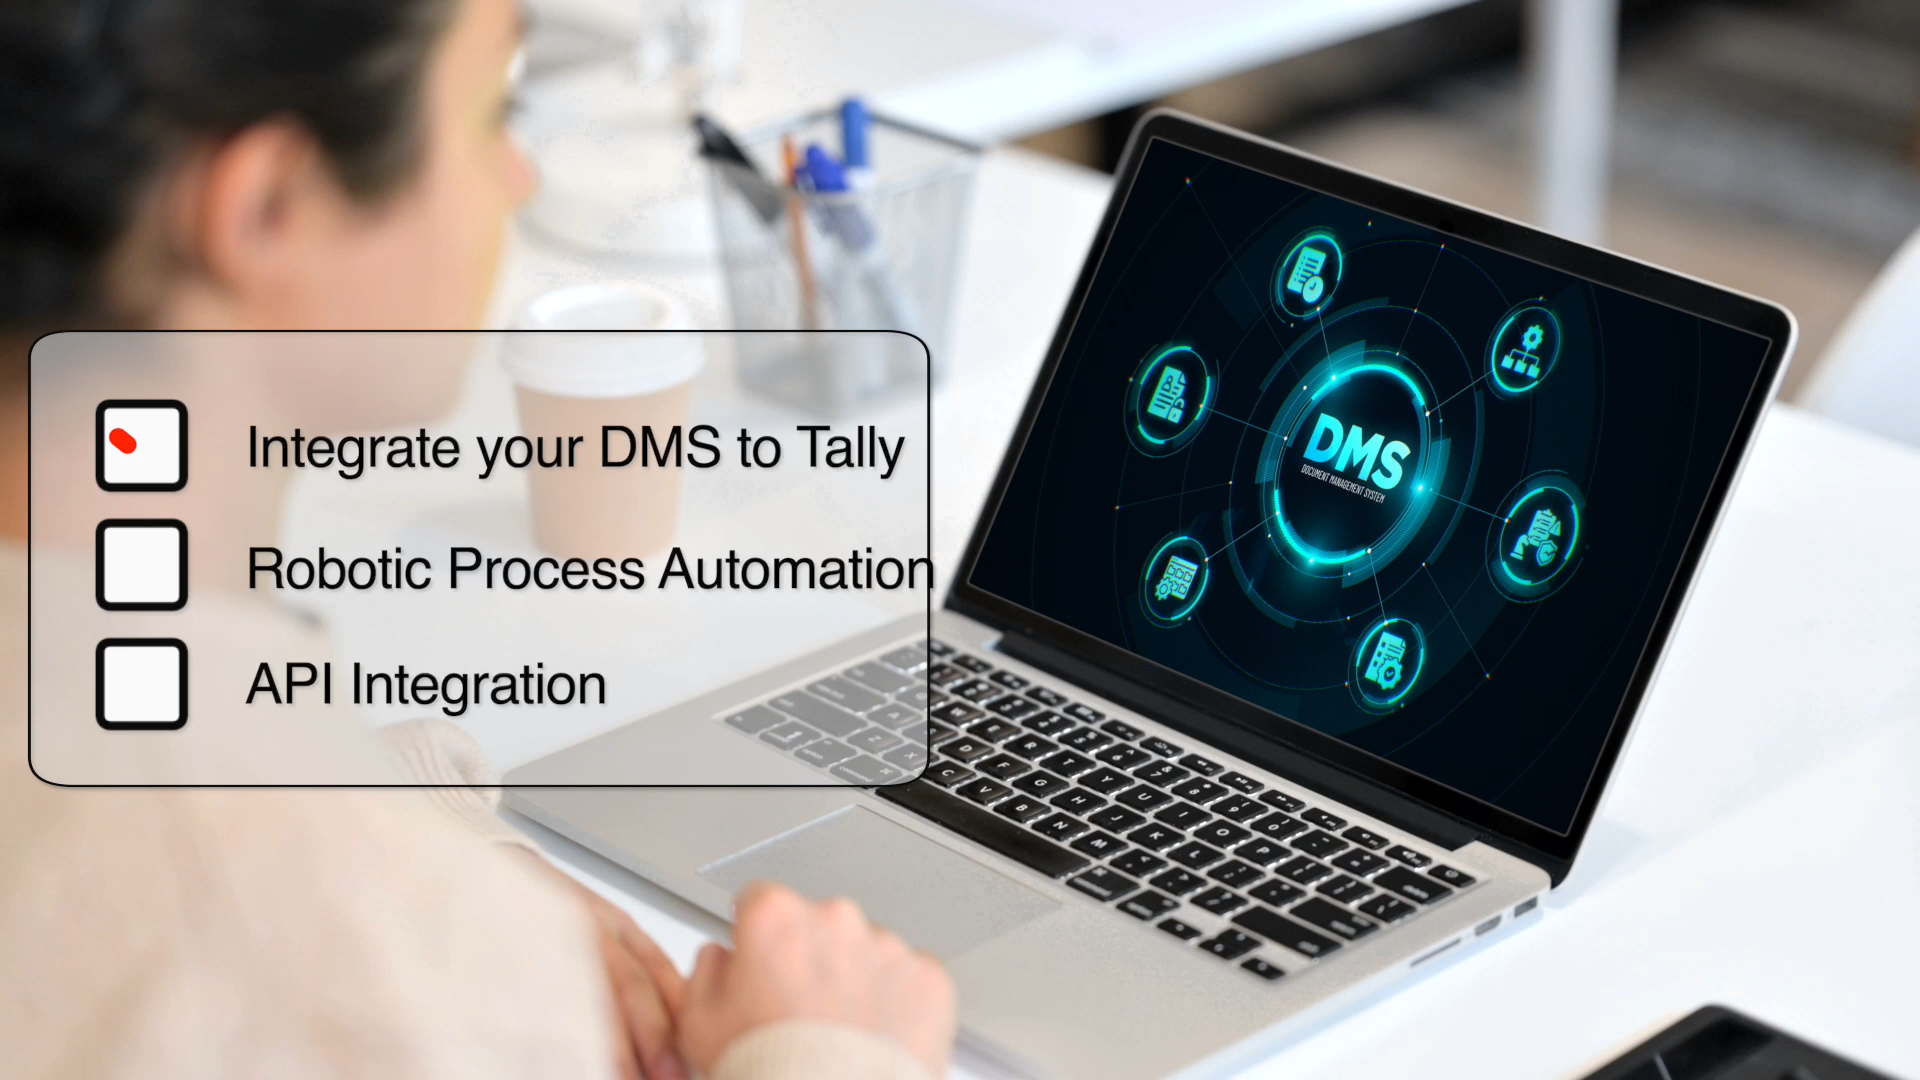 Integrate your DMS to Tally
Robotic Process Automation
API Integration
DMS
DOCUMENT MANAGEMENT SYSTEM